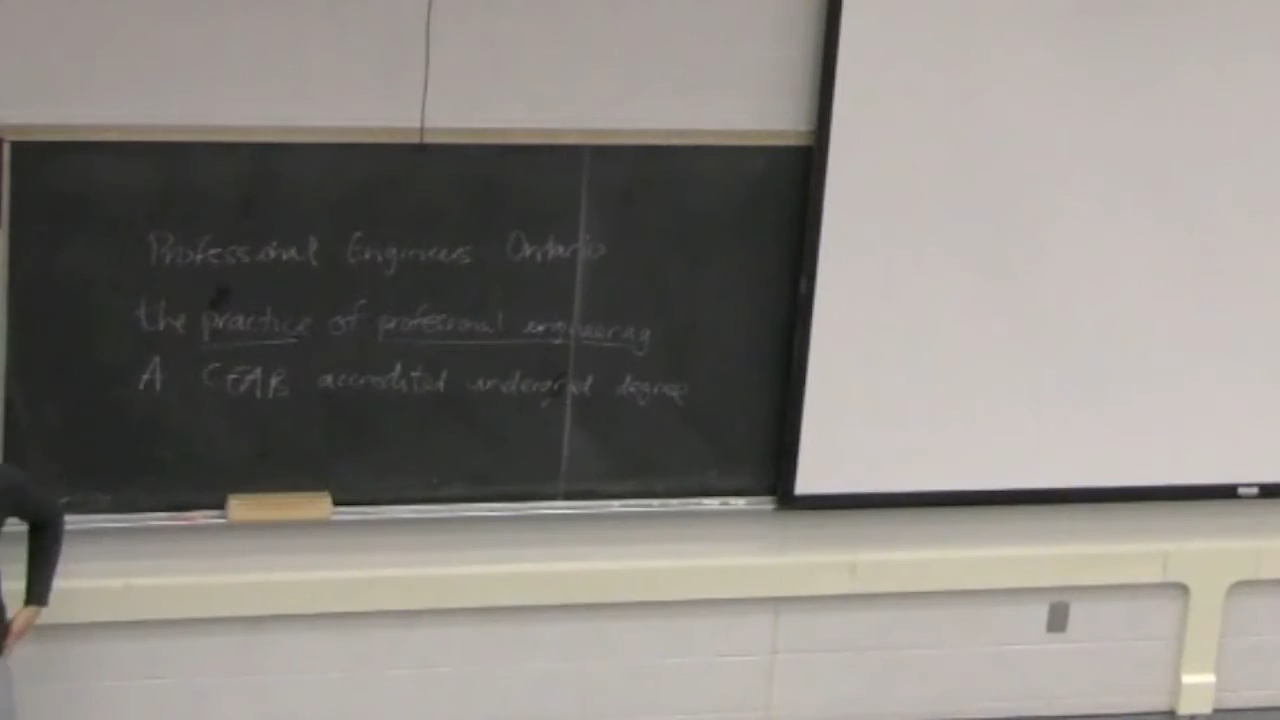 Professional Engineers Ontario
the practice of professional engineering
A CEAB accredited undergrad degree